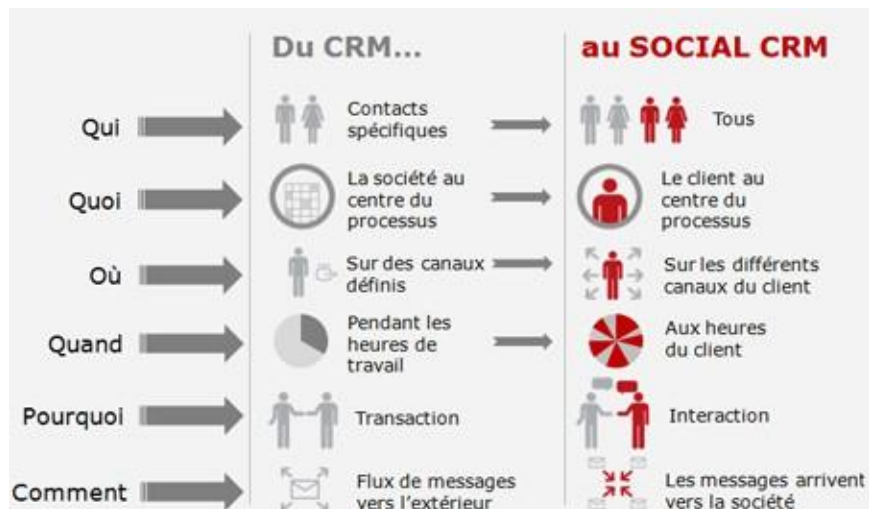 Du CRM...
au SOCIAL CRM
Qui
Contacts
spécifiques
Tous
Quoi
La société au
centre du
processus
Le client au
centre du
processus
Où
Sur des canaux
définis
Sur les différents
canaux du client
Quand
Pendant les
heures de
travail
Aux heures
du client
Pourquoi
Transaction
Interaction
Comment
Flux de messages
vers l'extérieur
Les messages arrivent
vers la société